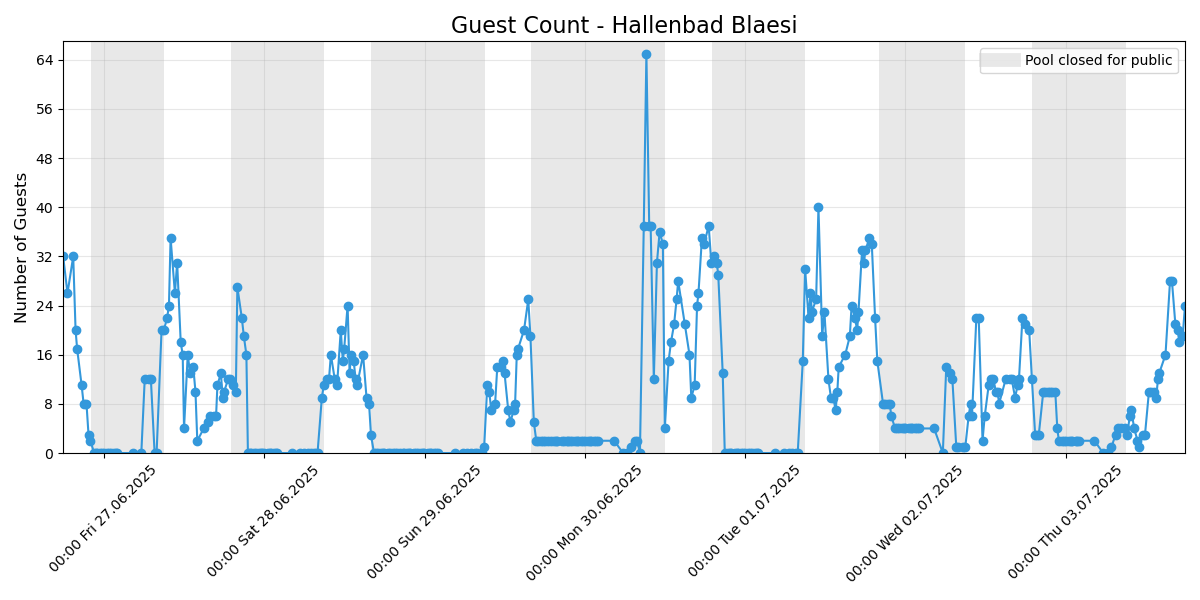 Guest Count - Hallenbad Blaesi
Pool closed for public
Number of Guests
64
56
48
40
32
24
16
8
0
00:00 Fri 27.06.2025
00:00 Sat 28.06.2025
00:00 Sun 29.06.2025
00:00 Mon 30.06.2025
00:00 Tue 01.07.2025
00:00 Wed 02.07.2025
00:00 Thu 03.07.2025